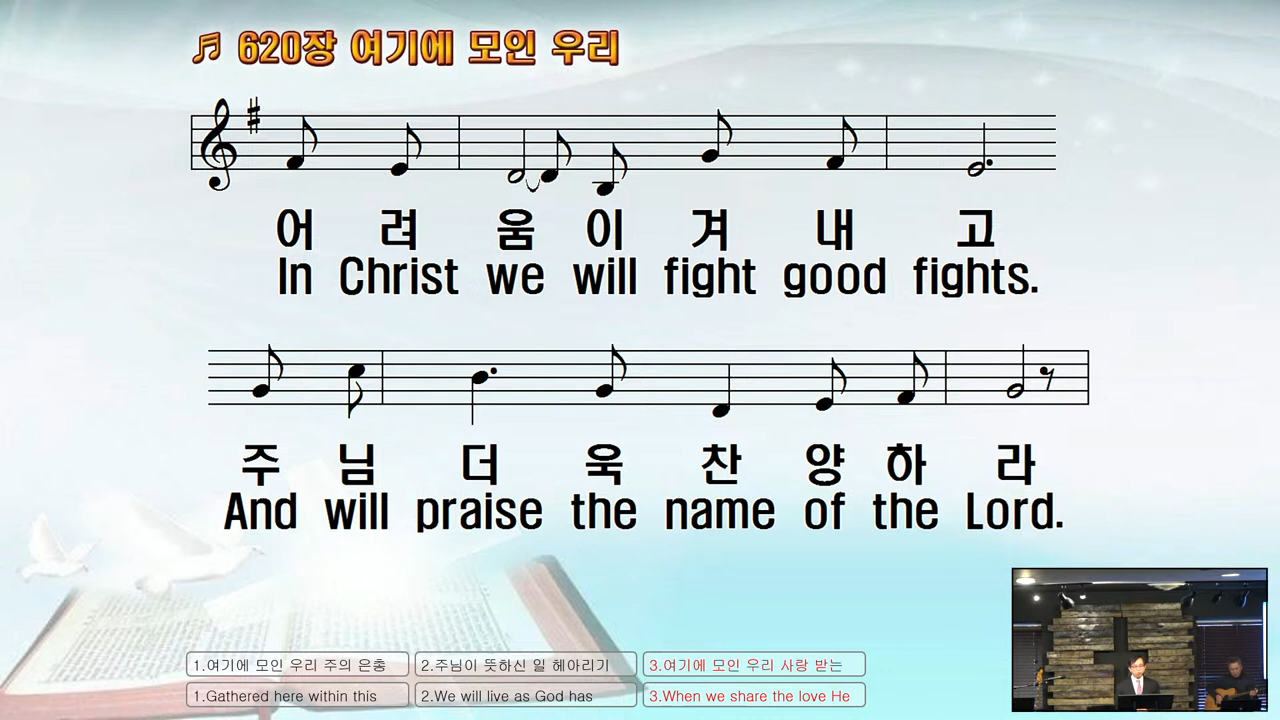 620장 여기에 모인 우리
어 려 움 이 겨 내 고
In Christ we will fight good fights.
주 님 더 욱 찬 양 하 라
And will praise the name of the Lord.
1.여기에 모인 우리 주의 은총
2.주님이 뜻하신 일 헤아리기
3.여기에 모인 우리 사랑 받는
1.Gathered here within this
2.We will live as God has
3.When we share the love He